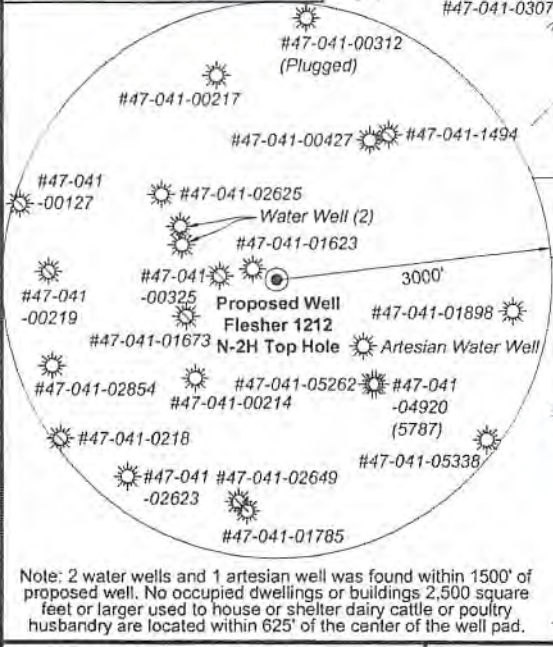 #47-041-0307
#47-041-00312
(Plugged)
#47-041-00217
#47-041-00427
#47-041-1494
#47-041
-00127
#47-041-02625
Water Well (2)
#47-041-01623
#47-041
-00219
#47-041
-00325
3000'
Proposed Well
Flesher 1212
N-2H Top Hole
#47-041-01898
#47-041-01673
Artesian Water Well
#47-041-02854
#47-041-00214
#47-041-05262
#47-041
-04920
(5787)
#47-041-0218
#47-041-05338
#47-041
-02623
#47-041-02649
#47-041-01785
Note: 2 water wells and 1 artesian well was found within 1500' of
proposed well. No occupied dwellings or buildings 2,500 square
feet or larger used to house or shelter dairy cattle or poultry
husbandry are located within 625' of the center of the well pad.